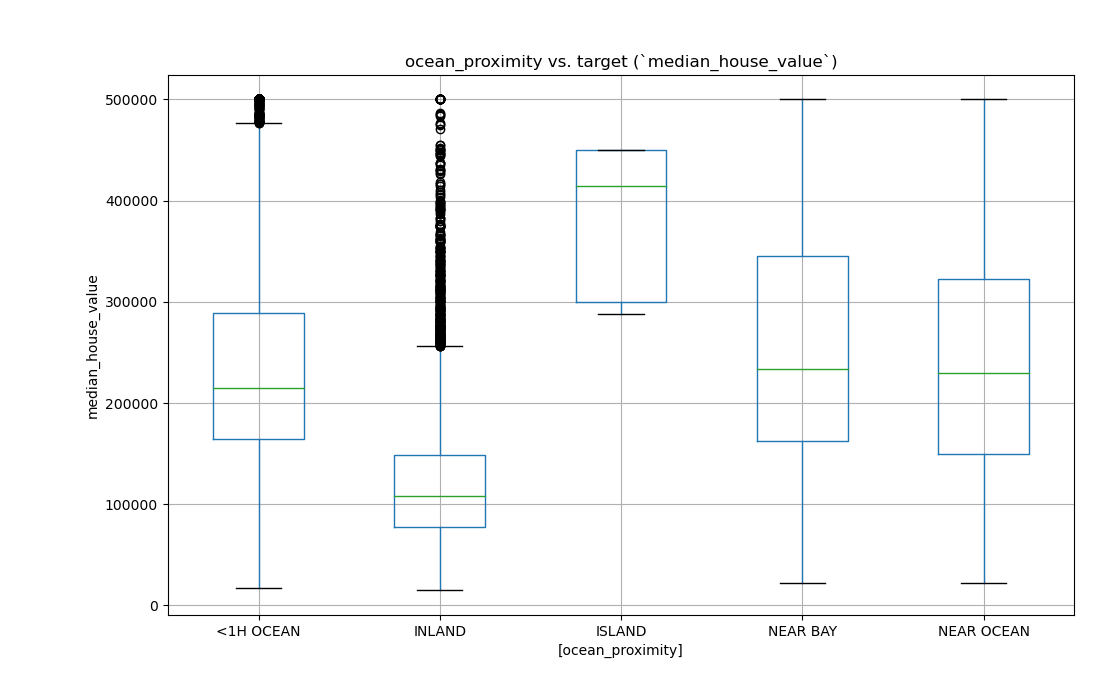 ocean_proximity vs. target (`median_house_value`)
500000
400000
300000
200000
100000
0
median_house_value
<1H OCEAN INLAND ISLAND NEAR BAY NEAR OCEAN
[ocean_proximity]